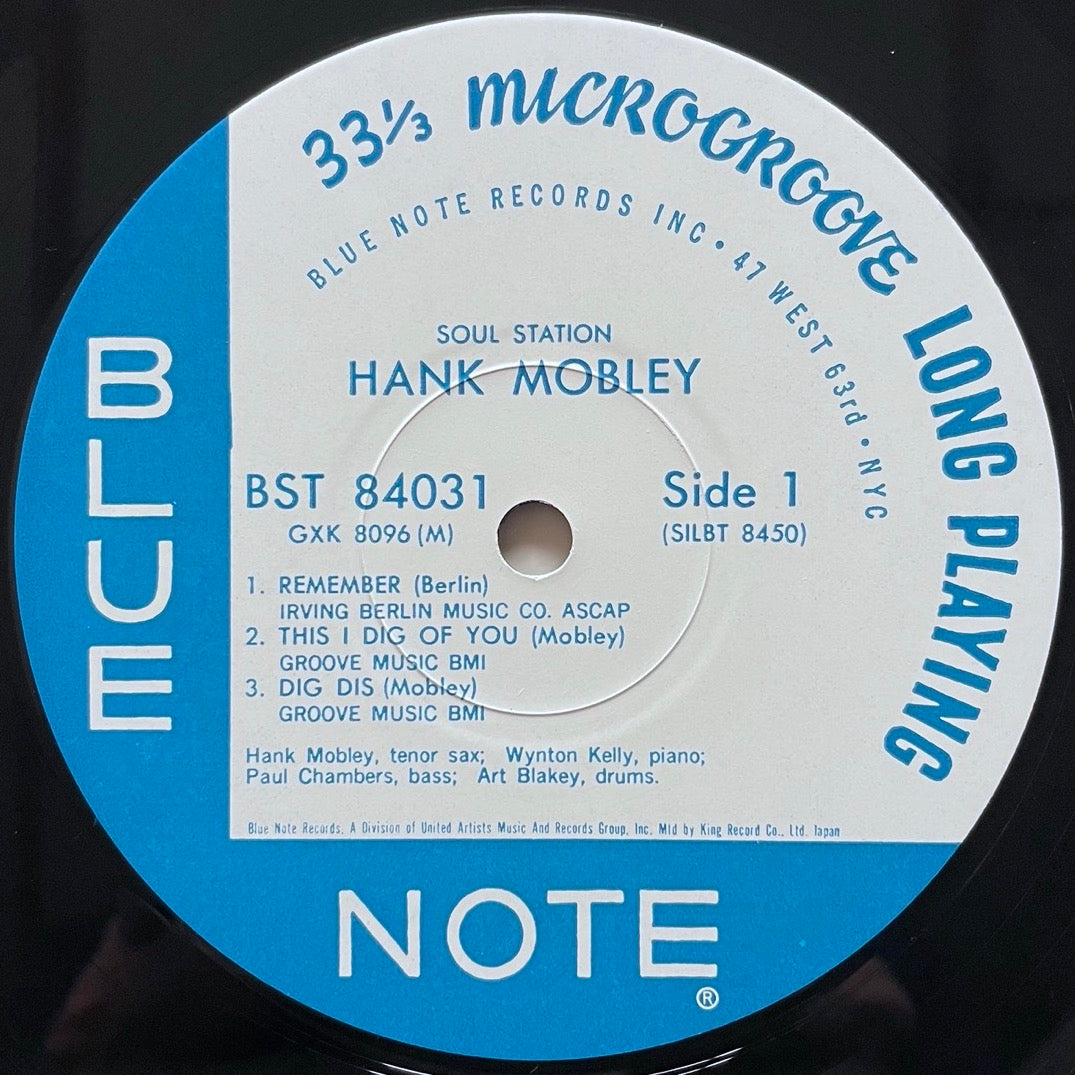 33⅓ MICROGROOVE LONG PLAYING
BLUE NOTE RECORDS INC • 47 WEST 63rd • NYC
SOUL STATION
HANK MOBLEY
BST 84031 Side 1
GXK 8096 (M) (SILBT 8450)
1. REMEMBER (Berlin)
IRVING BERLIN MUSIC CO. ASCAP
2. THIS I DIG OF YOU (Mobley)
GROOVE MUSIC BMI
3. DIG DIS (Mobley)
GROOVE MUSIC BMI
Hank Mobley, tenor sax; Wynton Kelly, piano;
Paul Chambers, bass; Art Blakey, drums.
Blue Note Records, A Division of United Artists Music And Records Group, Inc. Mfd by King Record Co., Ltd. Japan
BLUE
NOTE®